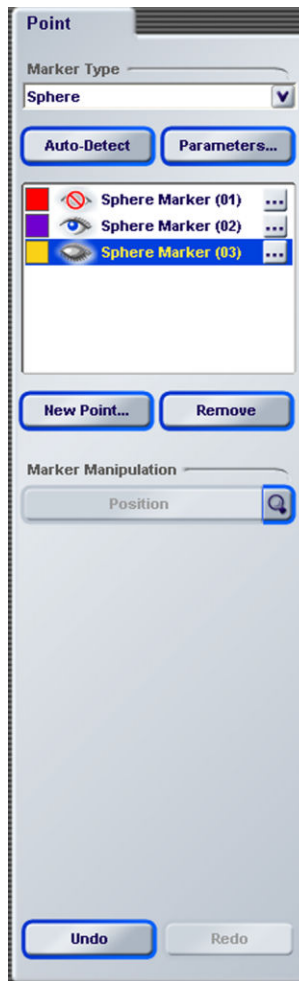 Point
Marker Type
Sphere
Auto-Detect Parameters...
Sphere Marker (01) ...
Sphere Marker (02) ...
Sphere Marker (03) ...
New Point... Remove
Marker Manipulation
Position
Undo Redo